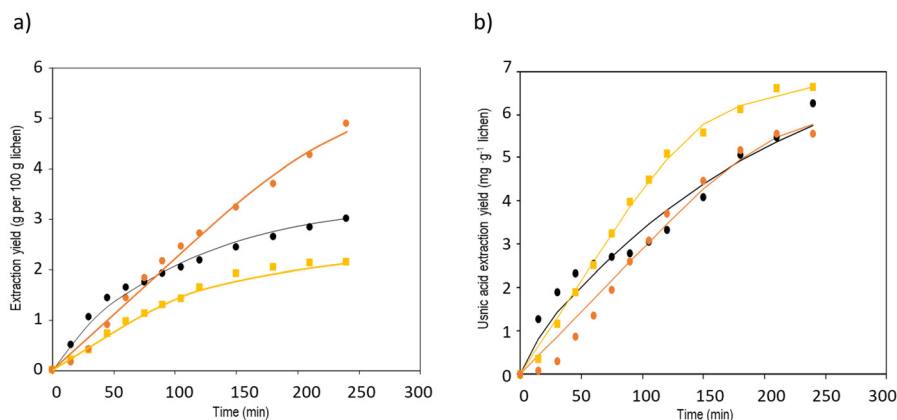 a)
6
5
4
3
2
1
0
0 50 100 150 200 250 300
Extraction yield (g per 100 g lichen)
Time (min)
b)
7
6
5
4
3
2
1
0
0 50 100 150 200 250 300
Usnic acid extraction yield (mg ·g⁻¹ lichen)
Time (min)